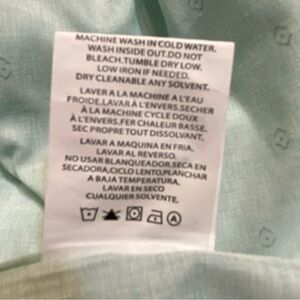 MACHINE WASH IN COLD WATER.
WASH INSIDE OUT.DO NOT
BLEACH.TUMBLE DRY LOW.
LOW IRON IF NEEDED.
DRY CLEANABLE ANY SOLVENT.
LAVER A LA MACHINE A L'EAU
FROIDE.LAVAR À L'ENVERS.SECHER
À LA MACHINE CYCLE DOUX
À L'ENVERS.FER CHALEUR BASSE.
SEC PROPRE TOUT DISSOLVANT.
LAVAR A MAQUINA EN FRIA.
LAVAR AL REVERSO.
NO USAR BLANQUEADOR.SECA EN
SECADORA,CICLO LENTO,PLANCHAR
A BAJA TEMPERATURA.
LAVAR EN SECO
CUALQUIER SOLVENTE.
A